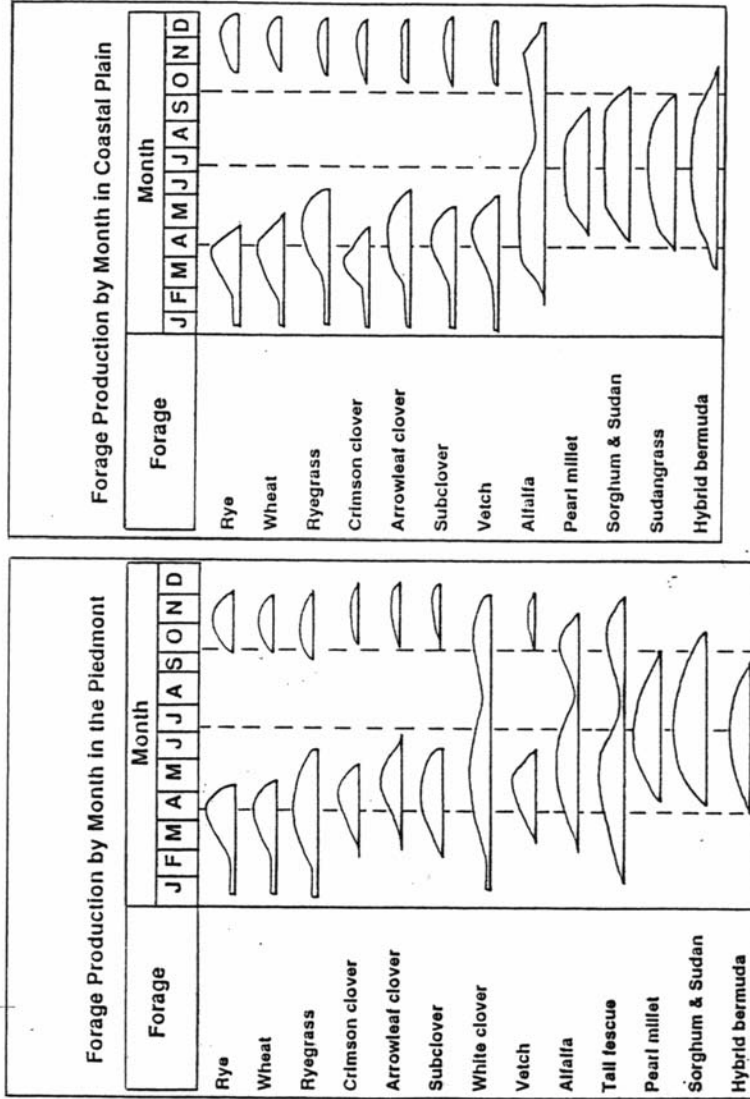 Forage Production by Month in the Piedmont
Forage
Month
J F M A M J J A S O N D
Rye
Wheat
Ryegrass
Crimson clover
Arrowleaf clover
Subclover
White clover
Vetch
Alfalfa
Tall fescue
Pearl millet
Sorghum & Sudan
Hybrid bermuda
Forage Production by Month in Coastal Plain
Forage
Month
J F M A M J J A S O N D
Rye
Wheat
Ryegrass
Crimson clover
Arrowleaf clover
Subclover
Vetch
Alfalfa
Pearl millet
Sorghum & Sudan
Sudangrass
Hybrid bermuda